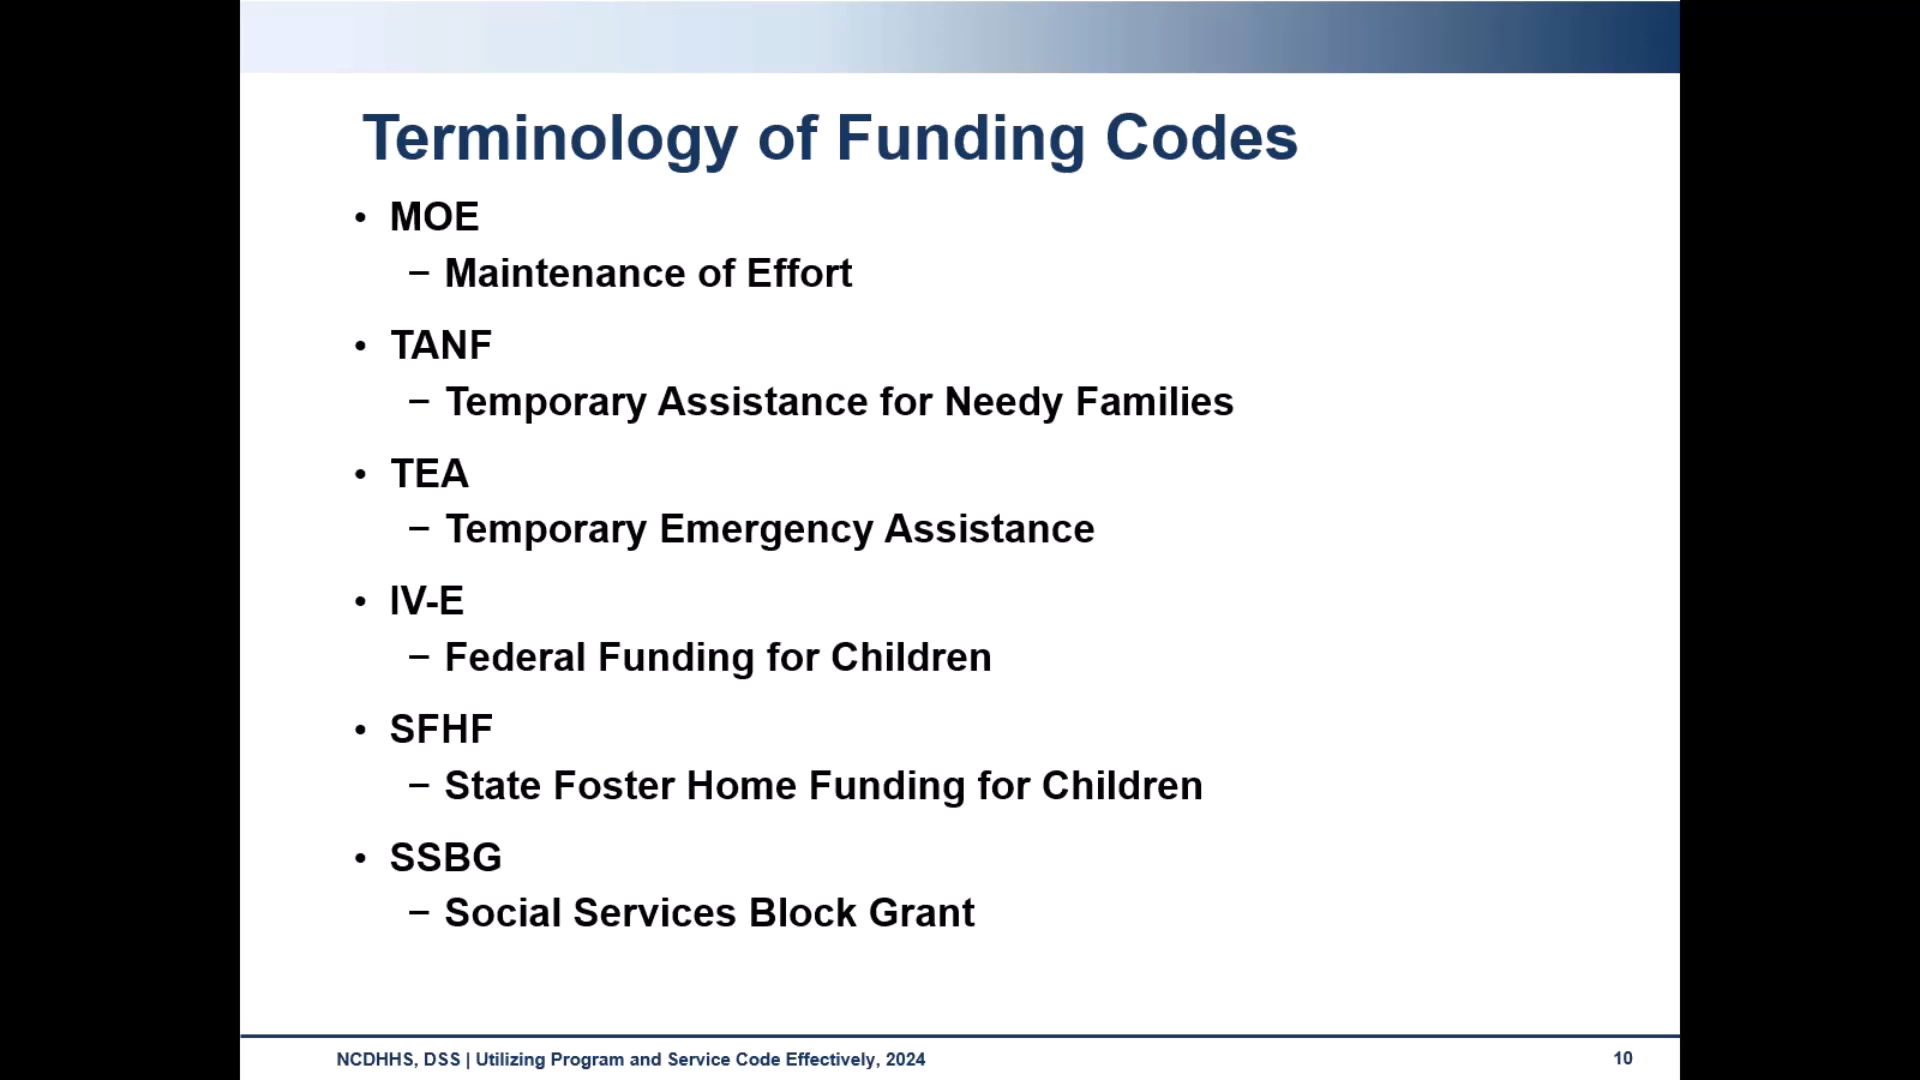 Terminology of Funding Codes
• MOE
– Maintenance of Effort
• TANF
– Temporary Assistance for Needy Families
• TEA
– Temporary Emergency Assistance
• IV-E
– Federal Funding for Children
• SFHF
– State Foster Home Funding for Children
• SSBG
– Social Services Block Grant
NCDHHS, DSS | Utilizing Program and Service Code Effectively, 2024
10